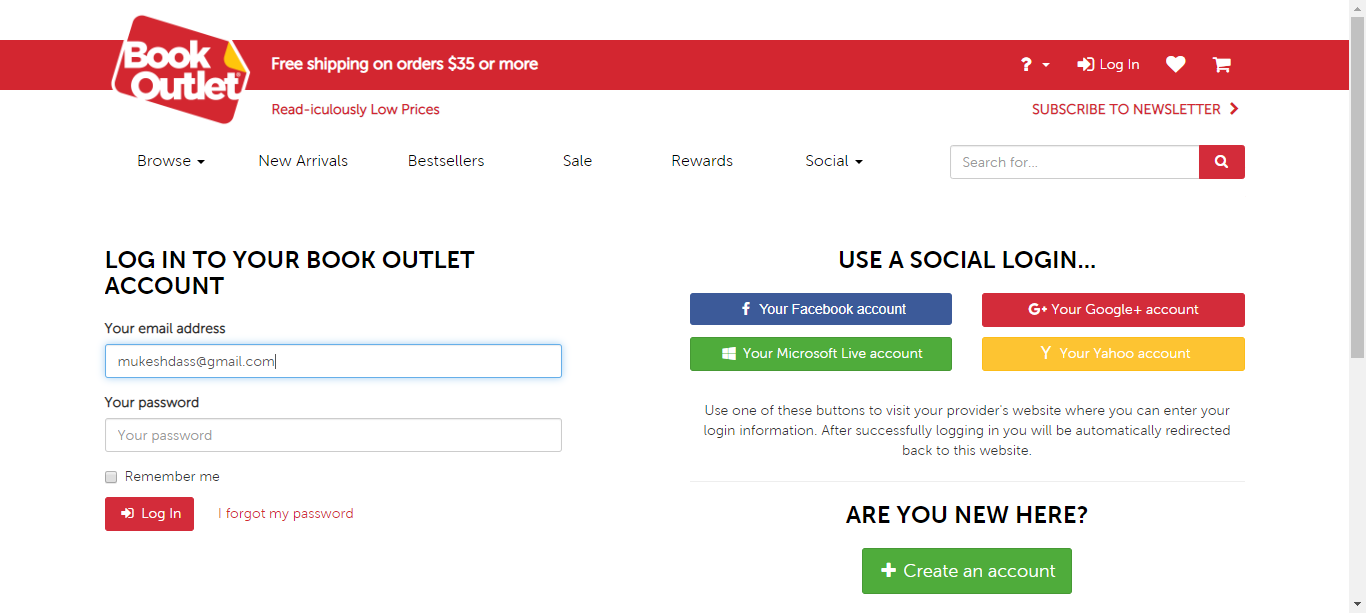 Book
Outlet
Free shipping on orders $35 or more
? Log In
Read-iculously Low Prices
SUBSCRIBE TO NEWSLETTER
Browse New Arrivals Bestsellers Sale Rewards Social
Search for...
LOG IN TO YOUR BOOK OUTLET
ACCOUNT
Your email address
mukeshdass@gmail.com
Your password
Your password
Remember me
Log In I forgot my password
USE A SOCIAL LOGIN...
f Your Facebook account
G+ Your Google+ account
Your Microsoft Live account
Y Your Yahoo account
Use one of these buttons to visit your provider's website where you can enter your
login information. After successfully logging in you will be automatically redirected
back to this website.
ARE YOU NEW HERE?
+ Create an account